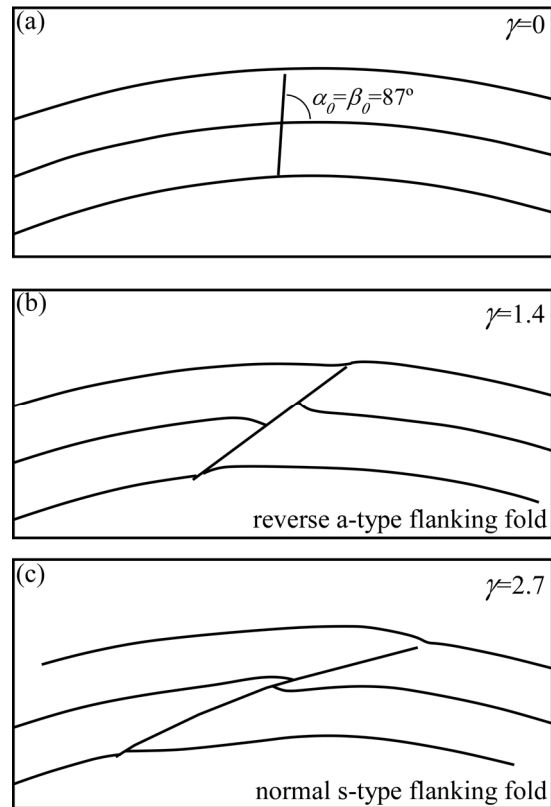 (a)
γ=0
α₀=β₀=87º
(b)
γ=1.4
reverse a-type flanking fold
(c)
γ=2.7
normal s-type flanking fold